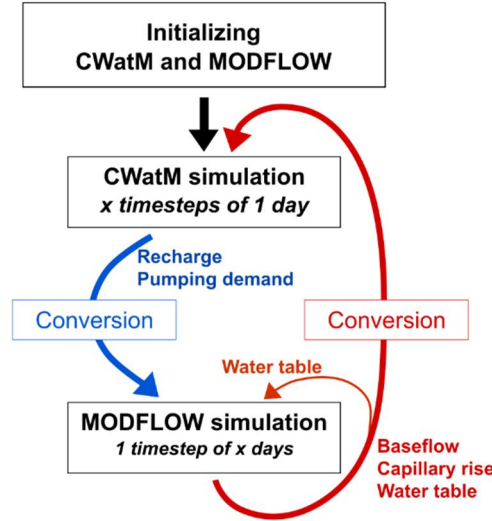 Initializing
CWatM and MODFLOW
CWatM simulation
x timesteps of 1 day
Recharge
Pumping demand
Conversion
Conversion
Water table
MODFLOW simulation
1 timestep of x days
Baseflow
Capillary rise
Water table